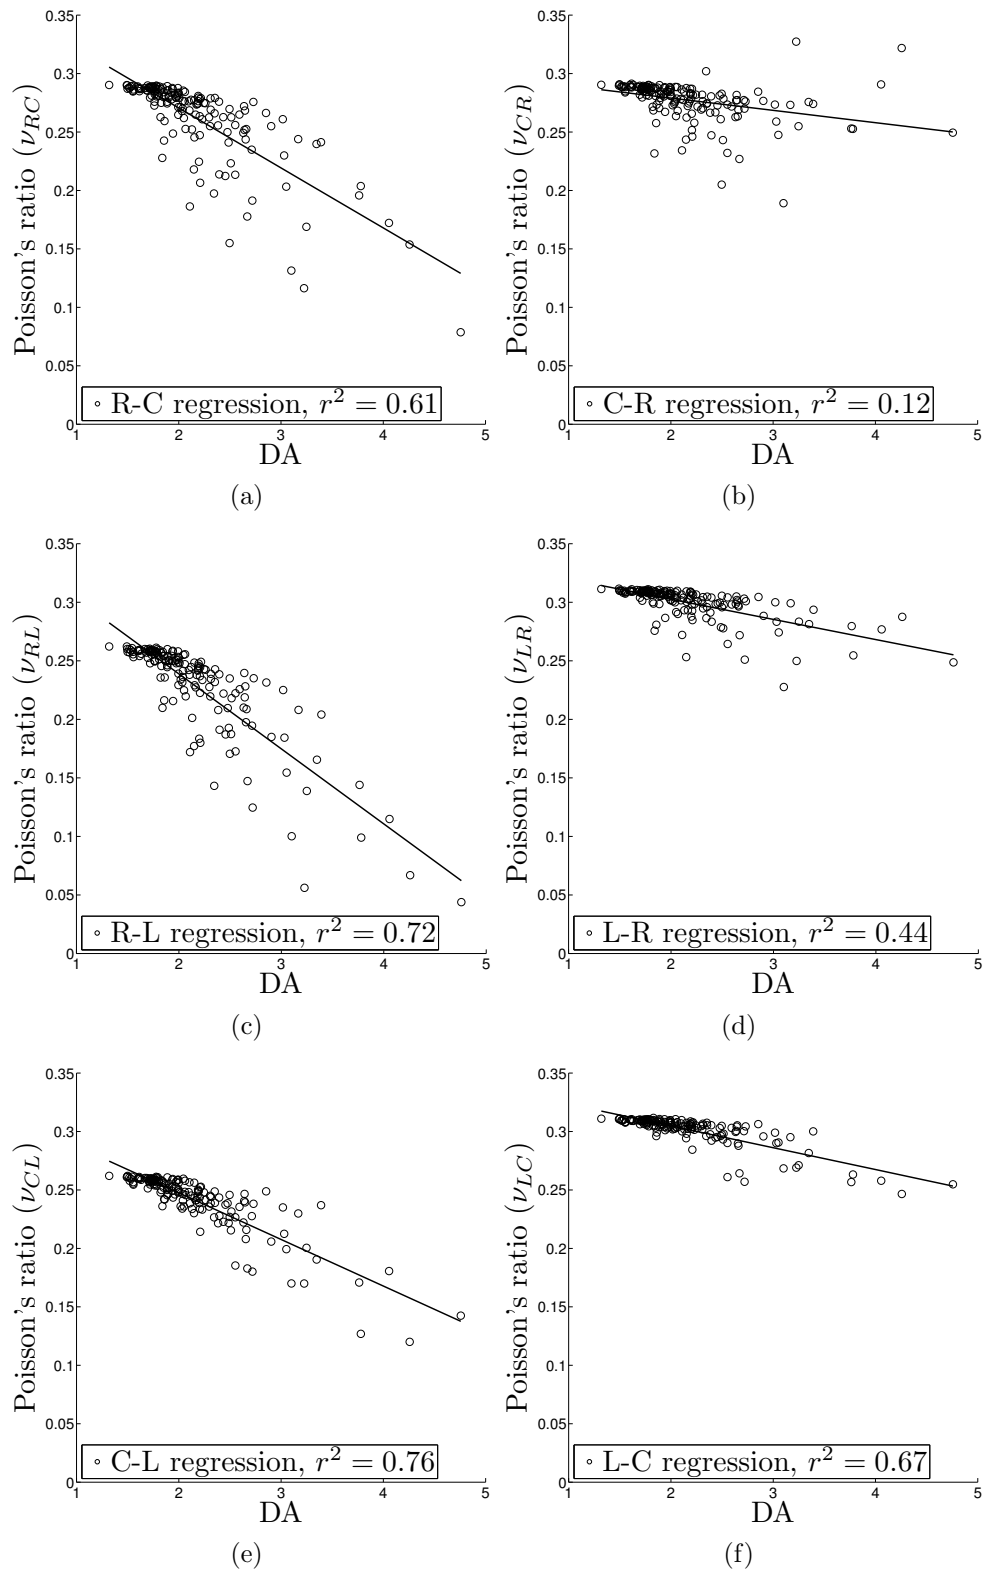 0.35
0.3
0.25
0.2
0.15
0.1
0.05
0
1 2 3 4 5
Poisson's ratio (ν_RC)
R-C regression, r² = 0.61
DA
(a)
0.35
0.3
0.25
0.2
0.15
0.1
0.05
0
1 2 3 4 5
Poisson's ratio (ν_CR)
C-R regression, r² = 0.12
DA
(b)
0.35
0.3
0.25
0.2
0.15
0.1
0.05
0
1 2 3 4 5
Poisson's ratio (ν_RL)
R-L regression, r² = 0.72
DA
(c)
0.35
0.3
0.25
0.2
0.15
0.1
0.05
0
1 2 3 4 5
Poisson's ratio (ν_LR)
L-R regression, r² = 0.44
DA
(d)
0.35
0.3
0.25
0.2
0.15
0.1
0.05
0
1 2 3 4 5
Poisson's ratio (ν_CL)
C-L regression, r² = 0.76
DA
(e)
0.35
0.3
0.25
0.2
0.15
0.1
0.05
0
1 2 3 4 5
Poisson's ratio (ν_LC)
L-C regression, r² = 0.67
DA
(f)